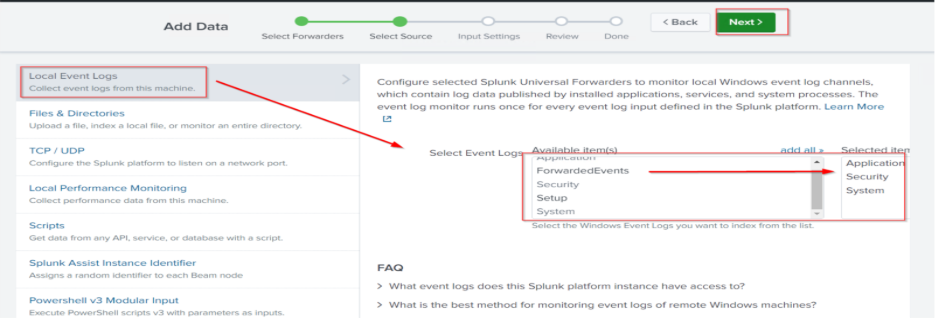 Add Data
Select Forwarders
Select Source
Input Settings
Review
Done
< Back
Next >
Local Event Logs >
Collect event logs from this machine.
Files & Directories
Upload a file, index a local file, or monitor an entire directory.
TCP / UDP
Configure the Splunk platform to listen on a network port.
Local Performance Monitoring
Collect performance data from this machine.
Scripts
Get data from any API, service, or database with a script.
Splunk Assist Instance Identifier
Assigns a random identifier to each Beam node
Powershell v3 Modular Input
Execute PowerShell scripts v3 with parameters as inputs.
Configure selected Splunk Universal Forwarders to monitor local Windows event log channels,
which contain log data published by installed applications, services, and system processes. The
event log monitor runs once for every event log input defined in the Splunk platform. Learn More
Select Event Logs
Available item(s)
add all »
Application
ForwardedEvents
Security
Setup
System
Selected item
Application
Security
System
Select the Windows Event Logs you want to index from the list.
FAQ
> What event logs does this Splunk platform instance have access to?
> What is the best method for monitoring event logs of remote Windows machines?